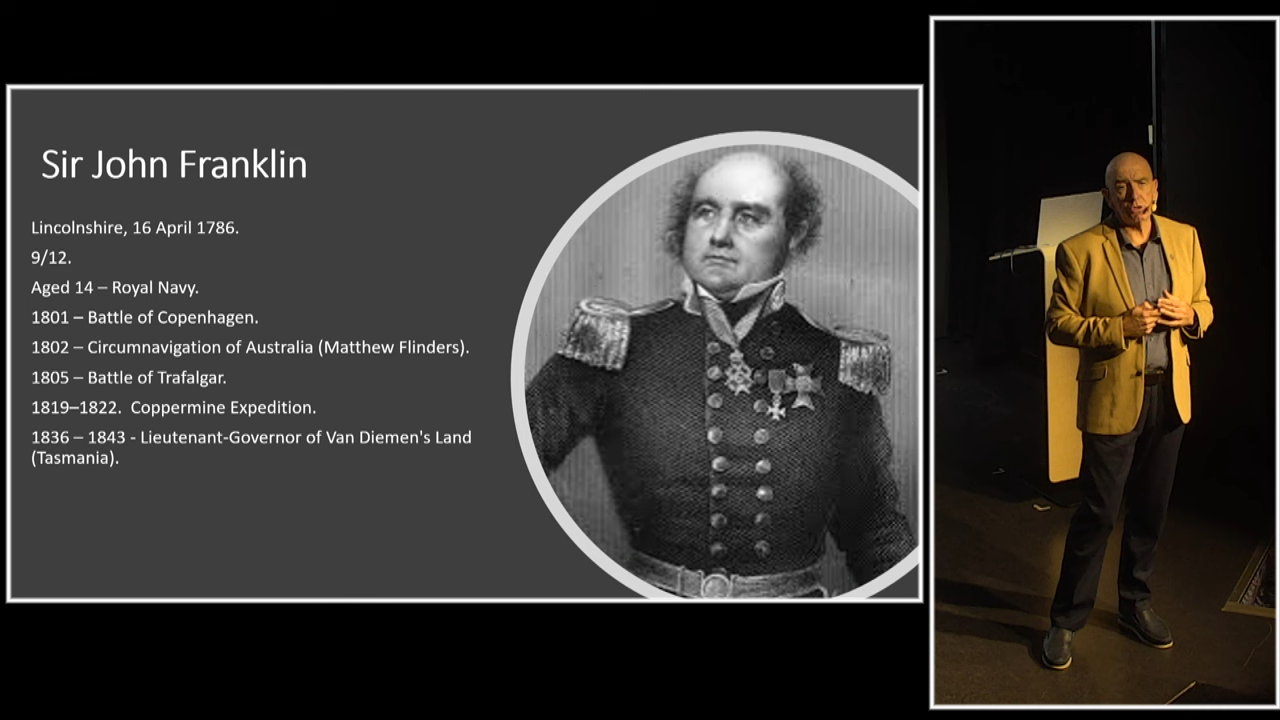 Sir John Franklin
Lincolnshire, 16 April 1786.
9/12.
Aged 14 – Royal Navy.
1801 – Battle of Copenhagen.
1802 – Circumnavigation of Australia (Matthew Flinders).
1805 – Battle of Trafalgar.
1819–1822.  Coppermine Expedition.
1836 – 1843 - Lieutenant-Governor of Van Diemen's Land
(Tasmania).